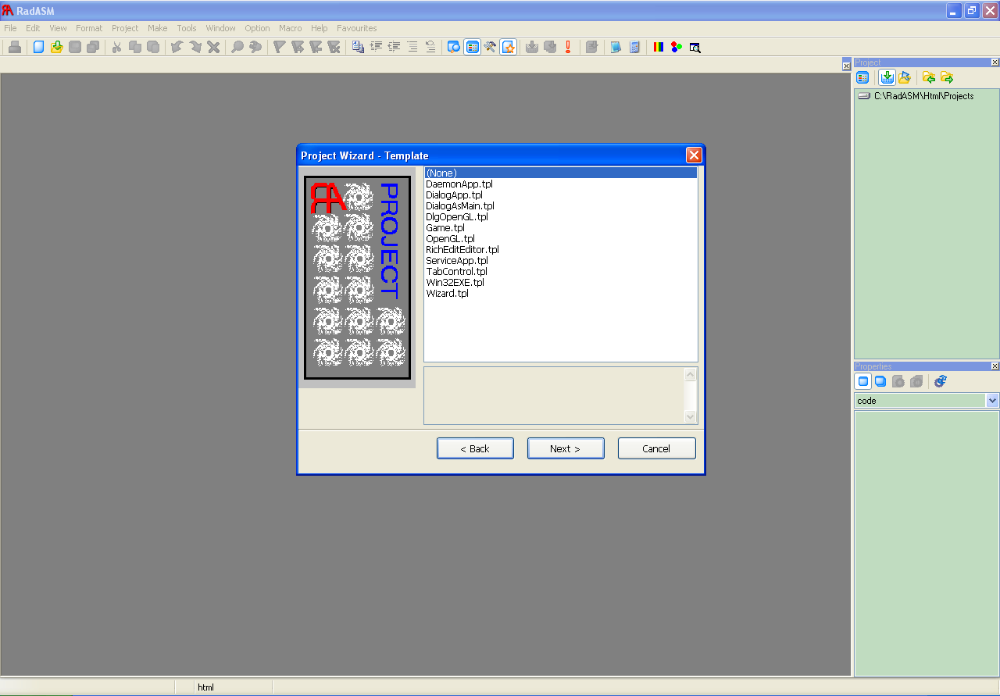 RadASM
File Edit View Format Project Make Tools Window Option Macro Help Favourites
Project
C:\RadASM\Html\Projects
Project Wizard - Template
RA
PROJECT
(None)
DaemonApp.tpl
DialogApp.tpl
DialogAsMain.tpl
DlgOpenGL.tpl
Game.tpl
OpenGL.tpl
RichEditEditor.tpl
ServiceApp.tpl
TabControl.tpl
Win32EXE.tpl
Wizard.tpl
< Back Next > Cancel
Properties
code
html